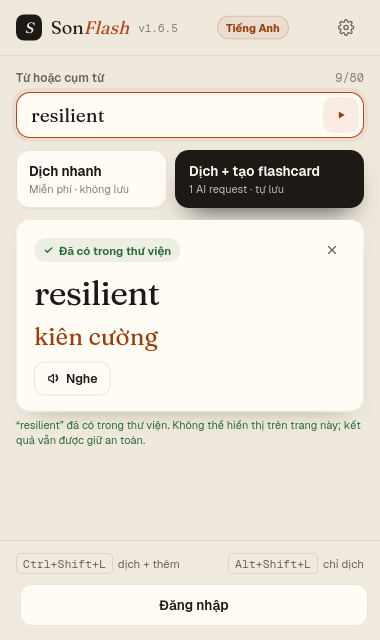 S SonFlash v1.6.5 Tiếng Anh
Từ hoặc cụm từ 9/80
resilient
Dịch nhanh
Miễn phí · không lưu
Dịch + tạo flashcard
1 AI request · tự lưu
✓ Đã có trong thư viện ×
resilient
kiên cường
Nghe
“resilient” đã có trong thư viện. Không thể hiển thị trên trang này; kết
quả vẫn được giữ an toàn.
Ctrl+Shift+L dịch + thêm Alt+Shift+L chỉ dịch
Đăng nhập